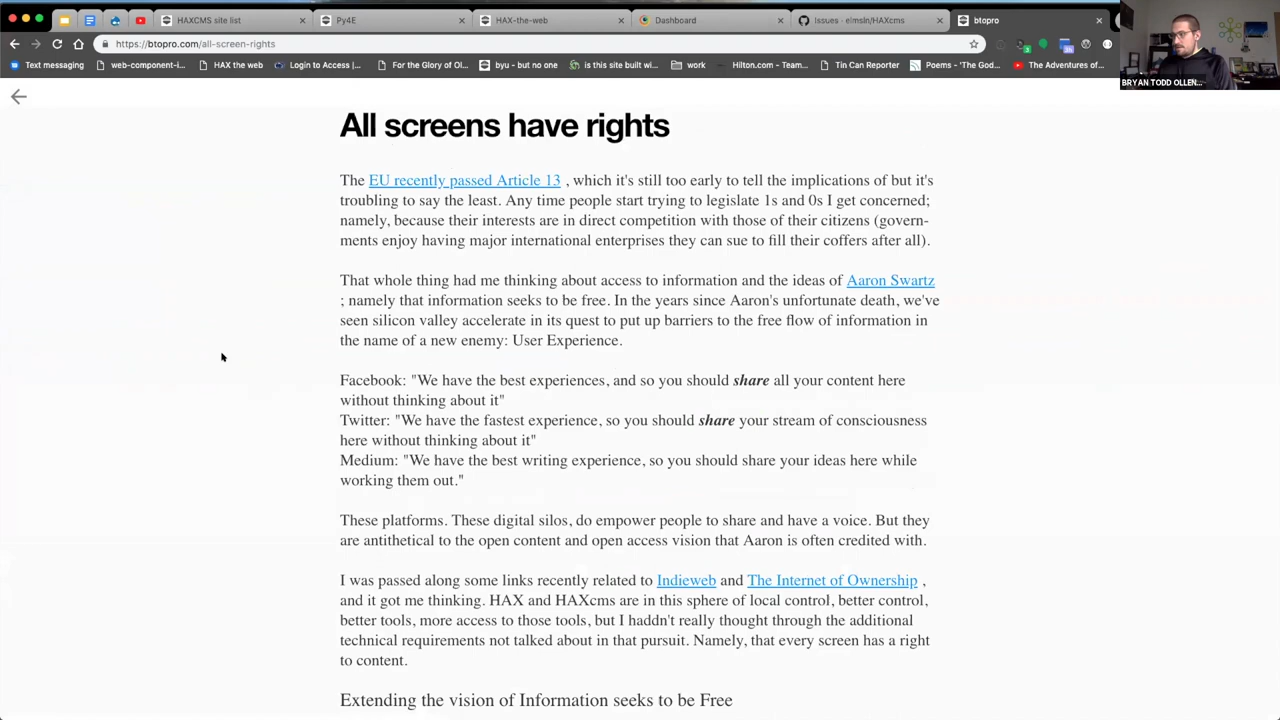 HAXCMS site list
Py4E
HAX-the-web
Dashboard
Issues · elmsln/HAXcms
btopro
https://btopro.com/all-screen-rights
Text messaging
web-component-i...
HAX the web
Login to Access |...
For the Glory of Ol...
byu - but no one
is this site built wi...
work
Hilton.com - Team...
Tin Can Reporter
Poems - 'The God...
The Adventures of...
BRYAN TODD OLLEN...
All screens have rights
The EU recently passed Article 13 , which it's still too early to tell the implications of but it's
troubling to say the least. Any time people start trying to legislate 1s and 0s I get concerned;
namely, because their interests are in direct competition with those of their citizens (govern-
ments enjoy having major international enterprises they can sue to fill their coffers after all).
That whole thing had me thinking about access to information and the ideas of Aaron Swartz
; namely that information seeks to be free. In the years since Aaron's unfortunate death, we've
seen silicon valley accelerate in its quest to put up barriers to the free flow of information in
the name of a new enemy: User Experience.
Facebook: "We have the best experiences, and so you should share all your content here
without thinking about it"
Twitter: "We have the fastest experience, so you should share your stream of consciousness
here without thinking about it"
Medium: "We have the best writing experience, so you should share your ideas here while
working them out."
These platforms. These digital silos, do empower people to share and have a voice. But they
are antithetical to the open content and open access vision that Aaron is often credited with.
I was passed along some links recently related to Indieweb and The Internet of Ownership ,
and it got me thinking. HAX and HAXcms are in this sphere of local control, better control,
better tools, more access to those tools, but I haddn't really thought through the additional
technical requirements not talked about in that pursuit. Namely, that every screen has a right
to content.
Extending the vision of Information seeks to be Free